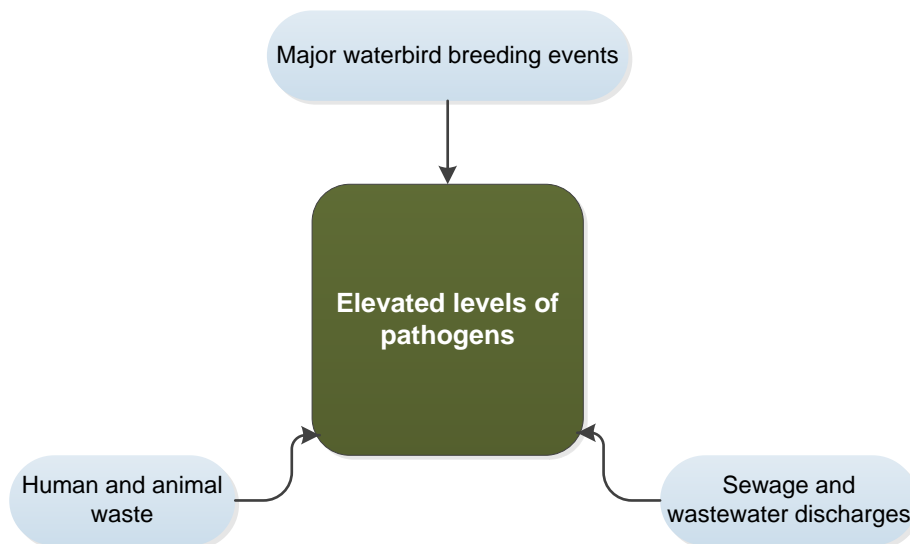 Major waterbird breeding events
Elevated levels of
pathogens
Human and animal
waste
Sewage and
wastewater discharges